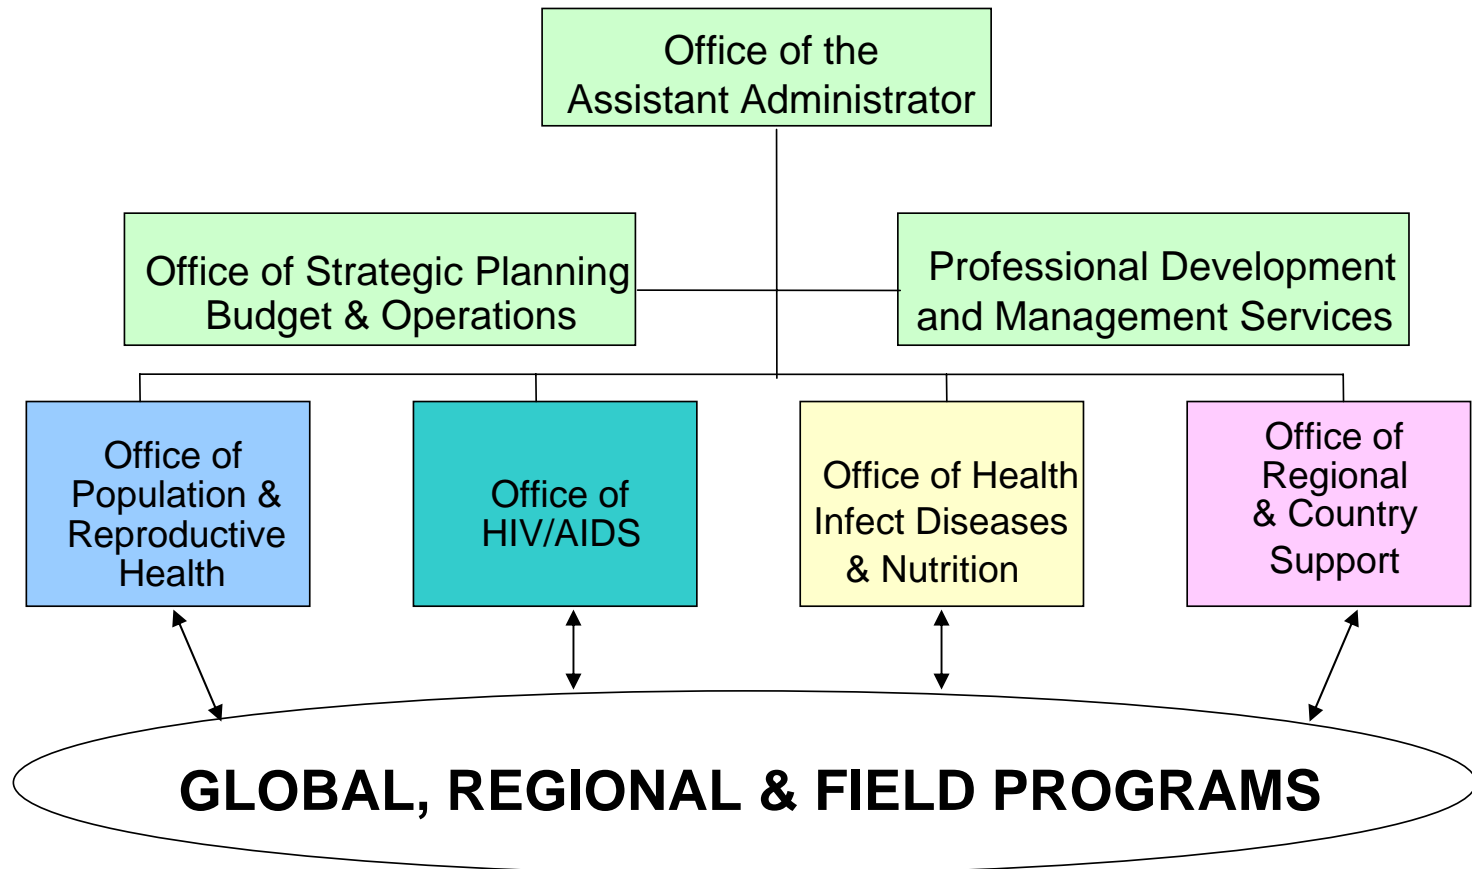 Office of the
Assistant Administrator
Office of Strategic Planning
Budget & Operations
Professional Development
and Management Services
Office of
Population &
Reproductive
Health
Office of
HIV/AIDS
Office of Health
Infect Diseases
& Nutrition
Office of
Regional
& Country
Support
GLOBAL, REGIONAL & FIELD PROGRAMS